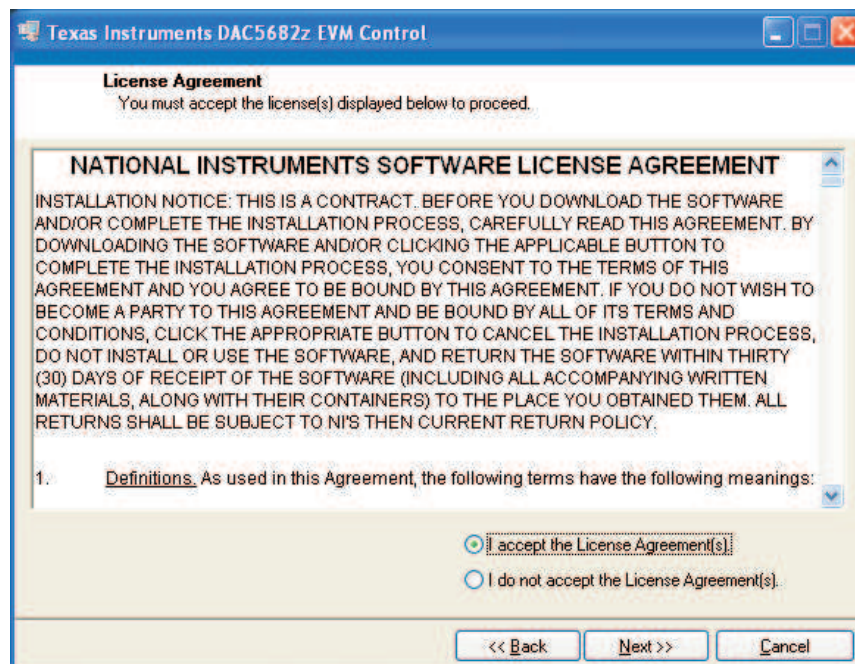 Texas Instruments DAC5682z EVM Control
License Agreement
You must accept the license(s) displayed below to proceed.
NATIONAL INSTRUMENTS SOFTWARE LICENSE AGREEMENT
INSTALLATION NOTICE: THIS IS A CONTRACT. BEFORE YOU DOWNLOAD THE SOFTWARE
AND/OR COMPLETE THE INSTALLATION PROCESS, CAREFULLY READ THIS AGREEMENT. BY
DOWNLOADING THE SOFTWARE AND/OR CLICKING THE APPLICABLE BUTTON TO
COMPLETE THE INSTALLATION PROCESS, YOU CONSENT TO THE TERMS OF THIS
AGREEMENT AND YOU AGREE TO BE BOUND BY THIS AGREEMENT. IF YOU DO NOT WISH TO
BECOME A PARTY TO THIS AGREEMENT AND BE BOUND BY ALL OF ITS TERMS AND
CONDITIONS, CLICK THE APPROPRIATE BUTTON TO CANCEL THE INSTALLATION PROCESS,
DO NOT INSTALL OR USE THE SOFTWARE, AND RETURN THE SOFTWARE WITHIN THIRTY
(30) DAYS OF RECEIPT OF THE SOFTWARE (INCLUDING ALL ACCOMPANYING WRITTEN
MATERIALS, ALONG WITH THEIR CONTAINERS) TO THE PLACE YOU OBTAINED THEM. ALL
RETURNS SHALL BE SUBJECT TO NI'S THEN CURRENT RETURN POLICY.
1. Definitions. As used in this Agreement, the following terms have the following meanings:
I accept the License Agreement(s).
I do not accept the License Agreement(s).
<< Back Next >> Cancel